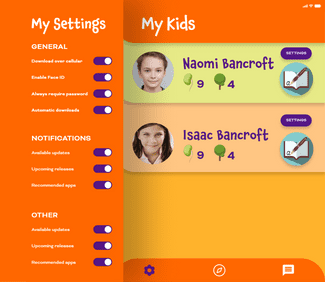 My Settings
GENERAL
Download over cellular
Enable Face ID
Always require password
Automatic downloads
NOTIFICATIONS
Available updates
Upcoming releases
Recommended apps
OTHER
Available updates
Upcoming releases
Recommended apps
My Kids
SETTINGS
Naomi Bancroft
9 4
SETTINGS
Isaac Bancroft
9 4